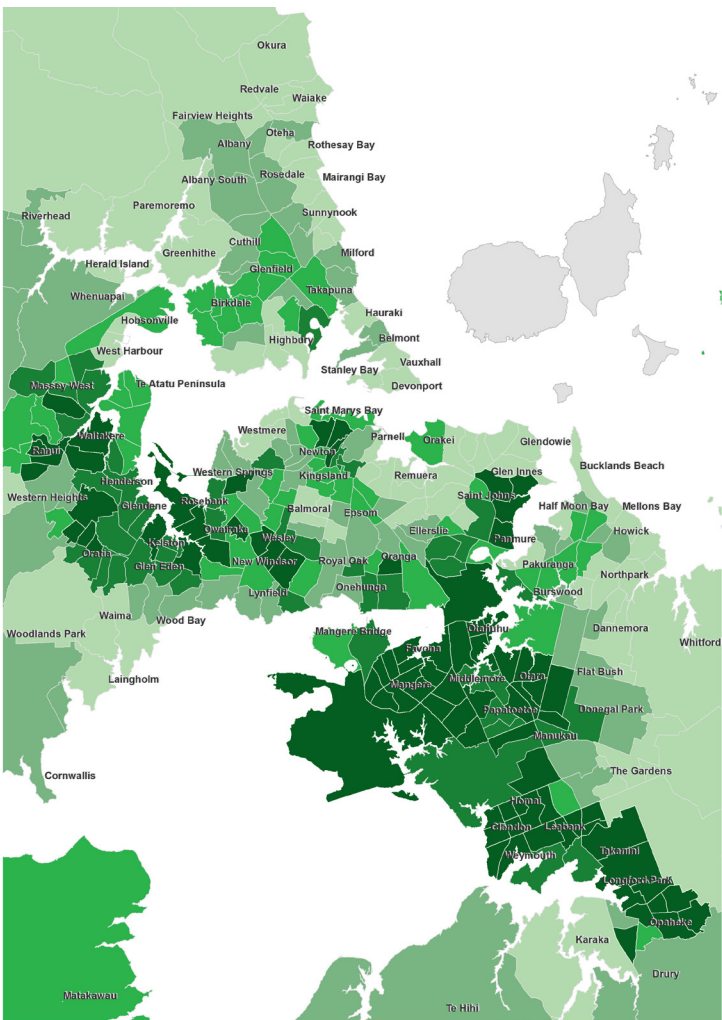 Okura
Redvale
Waiake
Fairview Heights
Oteha
Albany
Rothesay Bay
Rosedale
Albany South
Mairangi Bay
Paremoremo
Sunnynook
Riverhead
Cuthill
Greenhithe
Milford
Herald Island
Glenfield
Takapuna
Whenuapai
Birkdale
Hauraki
Hobsonville
Highbury
Belmont
West Harbour
Vauxhall
Stanley Bay
Massey West
Te Atatu Peninsula
Devonport
Saint Marys Bay
Westmere
Parnell
Orakei
Waitakere
Glendowie
Ranui
Newton
Bucklands Beach
Western Springs
Kingsland
Remuera
Glen Innes
Henderson
Western Heights
Saint Johns
Rosebank
Glendene
Balmoral
Epsom
Half Moon Bay
Mellons Bay
Owairaka
Ellerslie
Howick
Kelston
Wesley
Panmure
Oratia
Oranga
Glen Eden
New Windsor
Royal Oak
Pakuranga
Northpark
Onehunga
Lynfield
Burswood
Waima
Wood Bay
Woodlands Park
Mangere Bridge
Otahuhu
Dannemora
Whitford
Favona
Laingholm
Middlemore
Otara
Flat Bush
Mangere
Papatoetoe
Donegal Park
Manukau
Cornwallis
The Gardens
Homai
Clendon
Leabank
Weymouth
Takanini
Longford Park
Opaheke
Karaka
Drury
Matakawau
Te Hihi